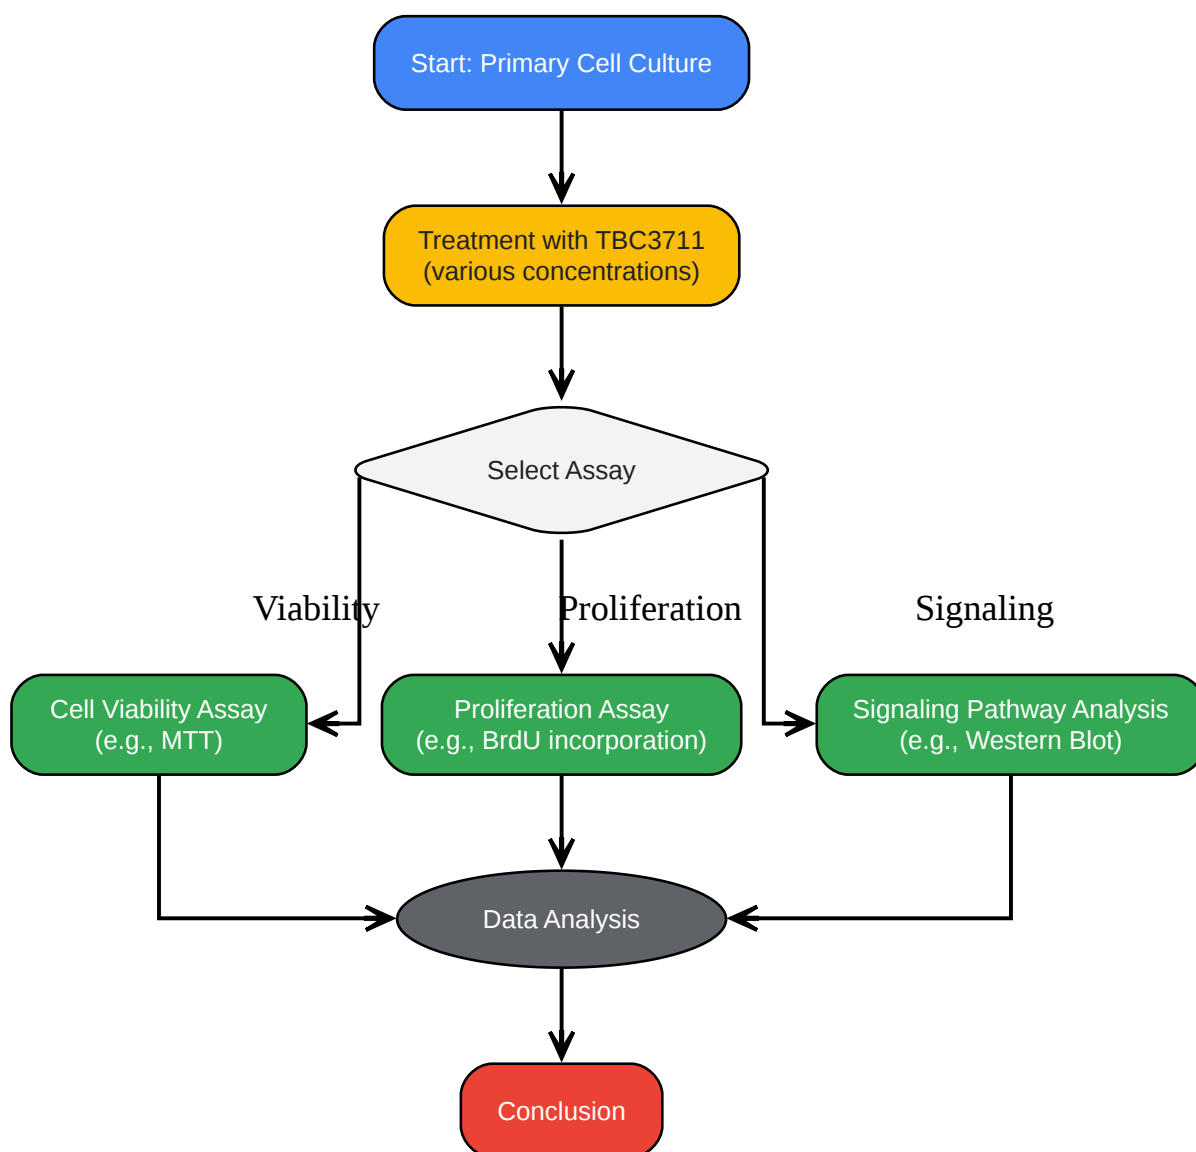 Start: Primary Cell Culture
Treatment with TBC3711
(various concentrations)
Select Assay
Viability
Proliferation
Signaling
Cell Viability Assay
(e.g., MTT)
Proliferation Assay
(e.g., BrdU incorporation)
Signaling Pathway Analysis
(e.g., Western Blot)
Data Analysis
Conclusion